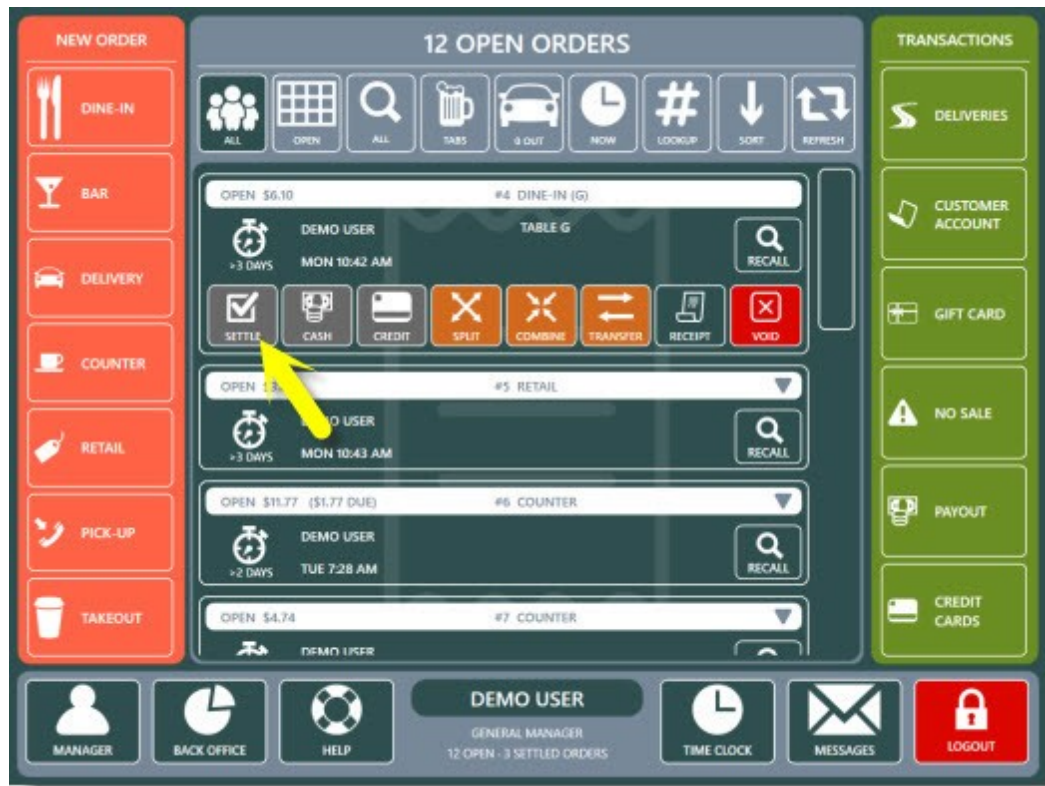 NEW ORDER
DINE-IN
BAR
DELIVERY
COUNTER
RETAIL
PICK-UP
TAKEOUT
12 OPEN ORDERS
ALL
OPEN
ALL
TABS
0 OUT
NOW
LOOKUP
SORT
REFRESH
OPEN $6.10 #4 DINE-IN (G)
DEMO USER TABLE G
>3 DAYS MON 10:42 AM RECALL
SETTLE
CASH
CREDIT
SPLIT
COMBINE
TRANSFER
RECEIPT
VOID
OPEN #5 RETAIL
USER
>3 DAYS MON 10:43 AM RECALL
OPEN $11.77 ($1.77 DUE) #6 COUNTER
DEMO USER
>2 DAYS TUE 7:28 AM RECALL
OPEN $4.74 #7 COUNTER
DEMO USER
TRANSACTIONS
DELIVERIES
CUSTOMER
ACCOUNT
GIFT CARD
NO SALE
PAYOUT
CREDIT
CARDS
MANAGER
BACK OFFICE
HELP
DEMO USER
GENERAL MANAGER
12 OPEN - 3 SETTLED ORDERS
TIME CLOCK
MESSAGES
LOGOUT